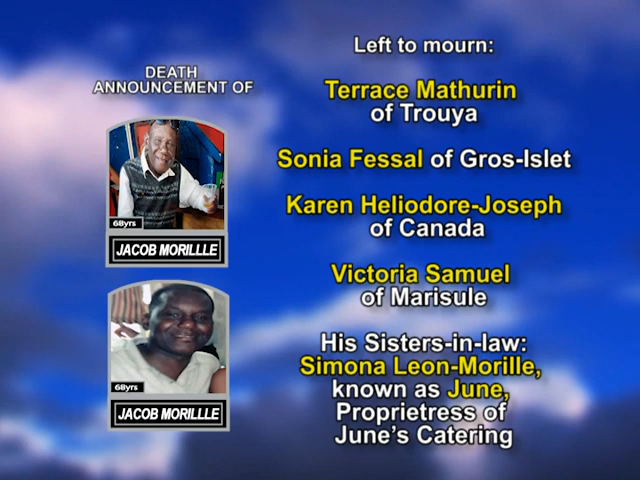 DEATH
ANNOUNCEMENT OF
68yrs
JACOB MORILLLE
68yrs
JACOB MORILLLE
Left to mourn:
Terrace Mathurin
of Trouya
Sonia Fessal of Gros-Islet
Karen Heliodore-Joseph
of Canada
Victoria Samuel
of Marisule
His Sisters-in-law:
Simona Leon-Morille,
known as June,
Proprietress of
June's Catering